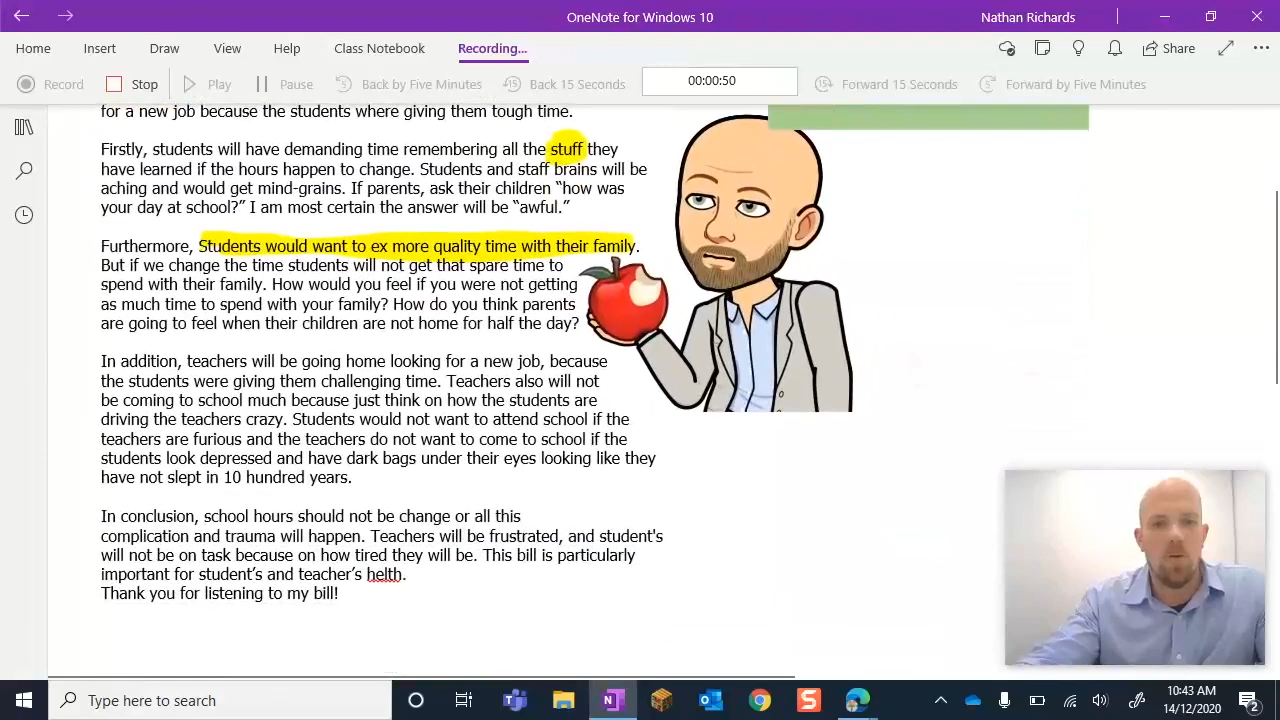 OneNote for Windows 10
Nathan Richards
Home Insert Draw View Help Class Notebook Recording... Share
Record Stop Play Pause Back by Five Minutes Back 15 Seconds 00:00:50 Forward 15 Seconds Forward by Five Minutes
for a new job because the students where giving them tough time.
Firstly, students will have demanding time remembering all the stuff they
have learned if the hours happen to change. Students and staff brains will be
aching and would get mind-grains. If parents, ask their children “how was
your day at school?” I am most certain the answer will be “awful.”
Furthermore, Students would want to ex more quality time with their family.
But if we change the time students will not get that spare time to
spend with their family. How would you feel if you were not getting
as much time to spend with your family? How do you think parents
are going to feel when their children are not home for half the day?
In addition, teachers will be going home looking for a new job, because
the students were giving them challenging time. Teachers also will not
be coming to school much because just think on how the students are
driving the teachers crazy. Students would not want to attend school if the
teachers are furious and the teachers do not want to come to school if the
students look depressed and have dark bags under their eyes looking like they
have not slept in 10 hundred years.
In conclusion, school hours should not be change or all this
complication and trauma will happen. Teachers will be frustrated, and student's
will not be on task because on how tired they will be. This bill is particularly
important for student’s and teacher’s helth.
Thank you for listening to my bill!
Type here to search
10:43 AM
14/12/2020
2